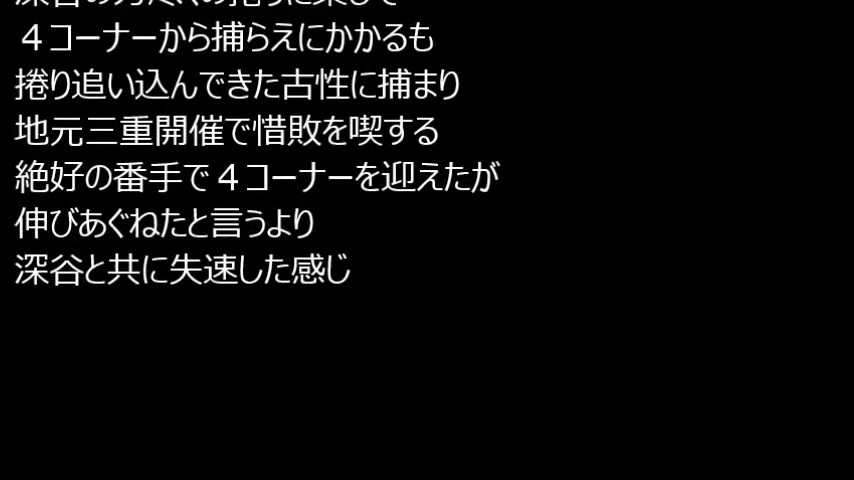 ４コーナーから捕らえにかかるも
捲り追い込んできた古性に捕まり
地元三重開催で惜敗を喫する
絶好の番手で４コーナーを迎えたが
伸びあぐねたと言うより
深谷と共に失速した感じ